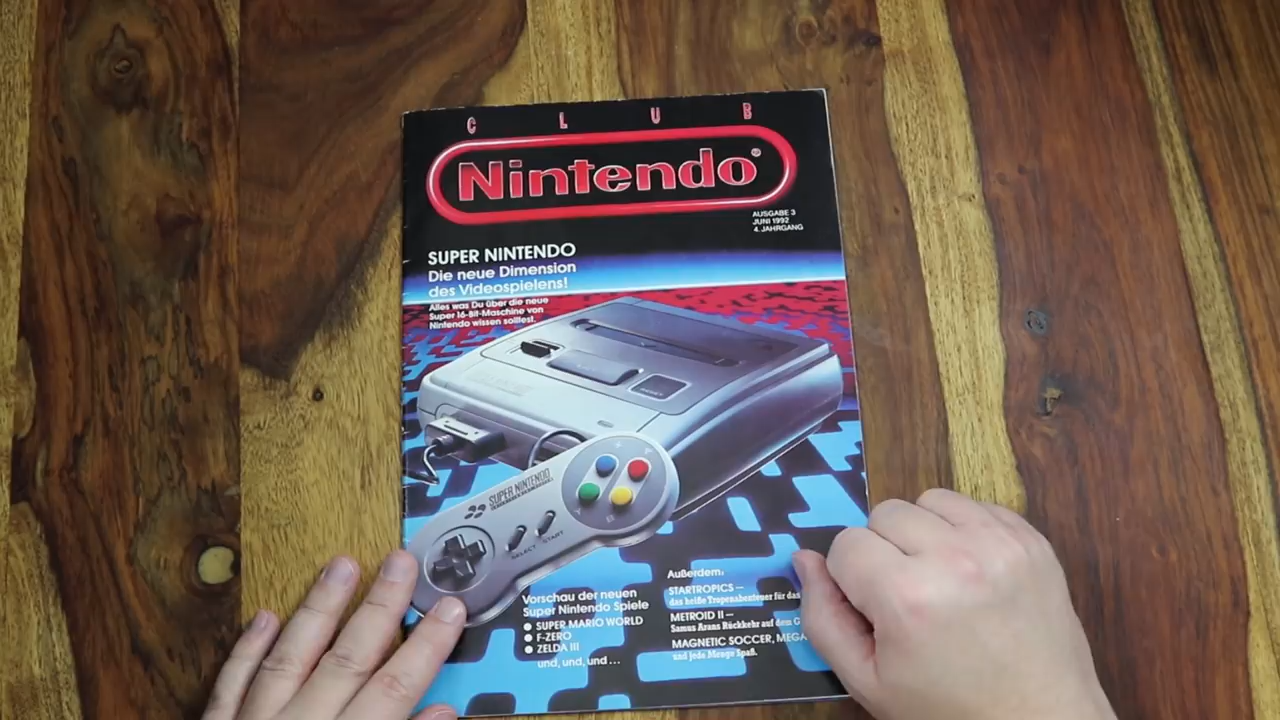 CLUB
Nintendo®
AUSGABE 3
JUNI 1992
4. JAHRGANG
SUPER NINTENDO
Die neue Dimension
des Videospielens!
Alles was Du über die neue
Super 16-Bit-Maschine von
Nintendo wissen solltest.
SUPER NINTENDO
SELECT START
X
Y
B
Außerdem:
STARTROPICS —
das heiße Tropenabenteuer für das
METROID II —
Samus Arans Rückkehr auf dem G
MAGNETIC SOCCER, MEGA
und jede Menge Spaß.
Vorschau der neuen
Super Nintendo Spiele
● SUPER MARIO WORLD
● F-ZERO
● ZELDA III
und, und, und ...